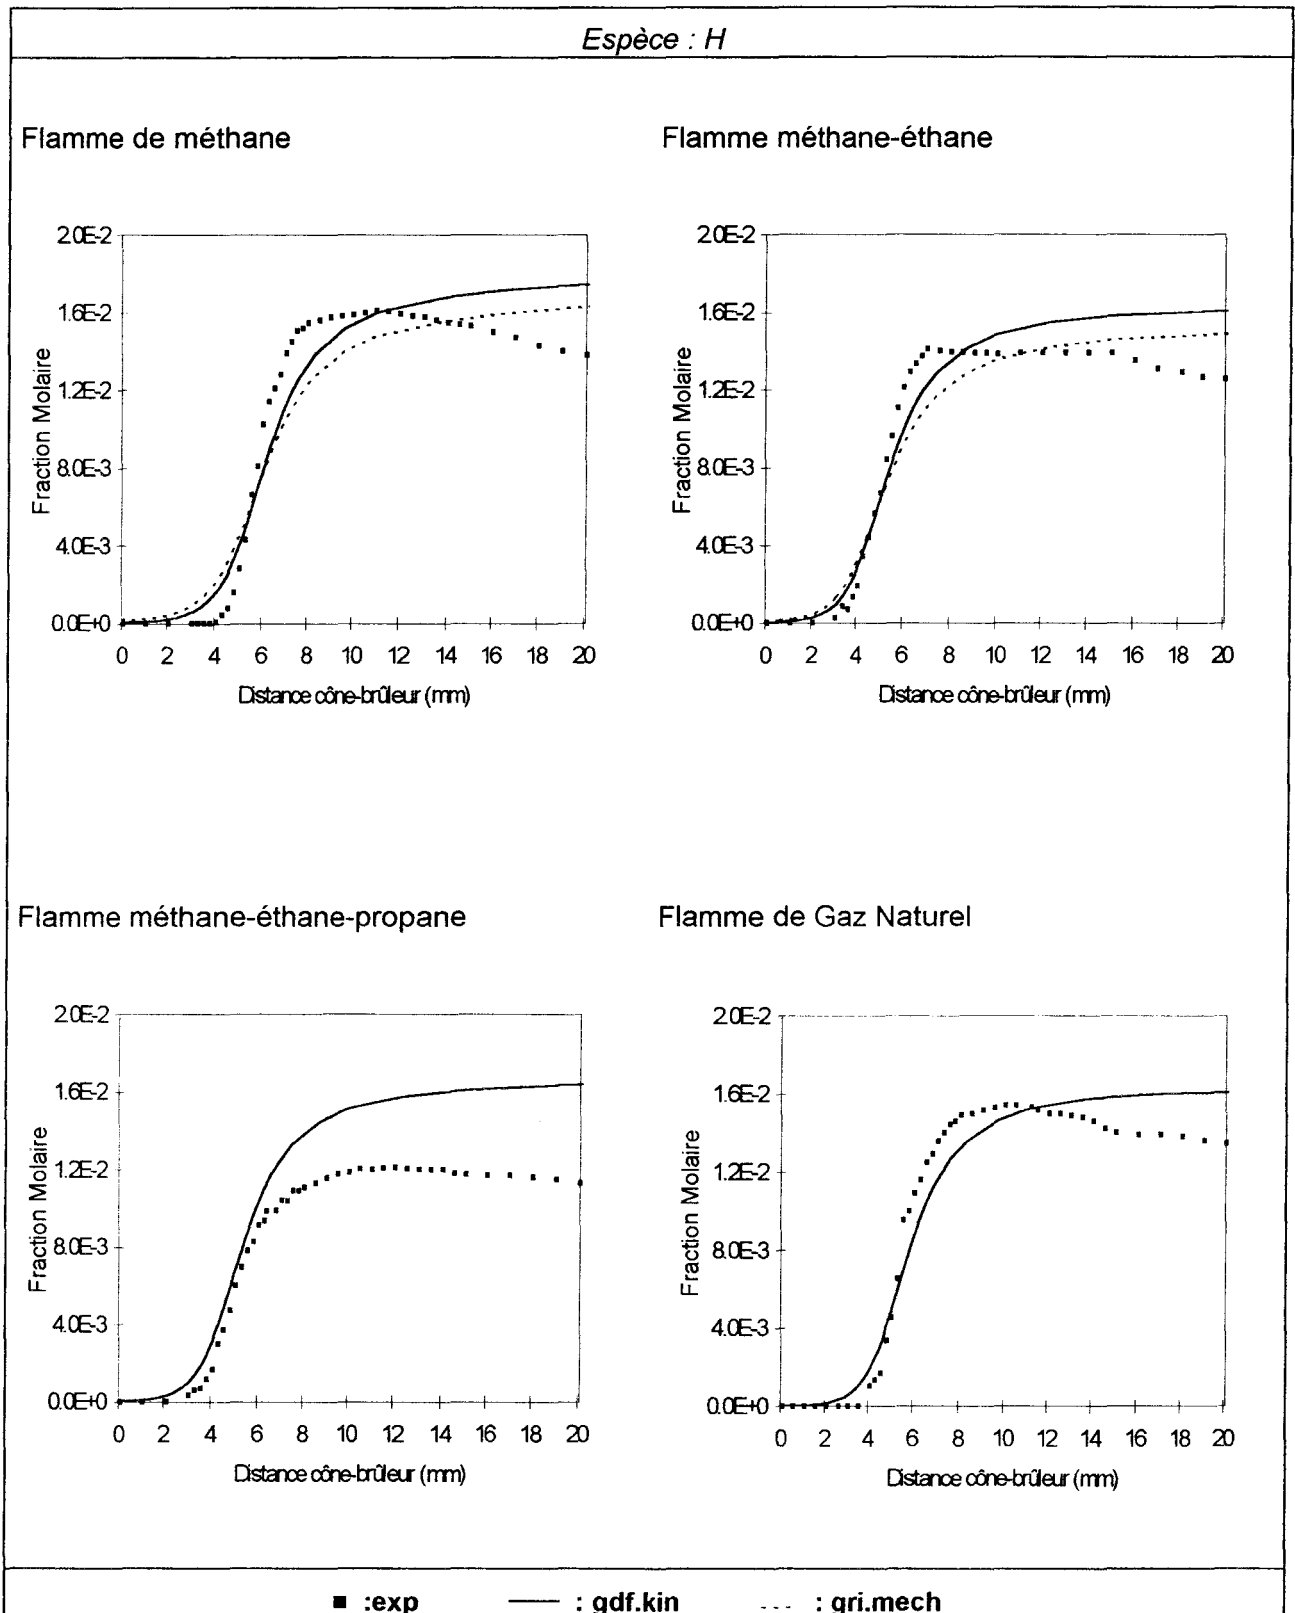 Espèce : H
Flamme de méthane
Flamme méthane-éthane
2.0E-2
1.6E-2
1.2E-2
8.0E-3
4.0E-3
0.0E+0
Fraction Molaire
0 2 4 6 8 10 12 14 16 18 20
Distance cône-brûleur (mm)
2.0E-2
1.6E-2
1.2E-2
8.0E-3
4.0E-3
0.0E+0
Fraction Molaire
0 2 4 6 8 10 12 14 16 18 20
Distance cône-brûleur (mm)
Flamme méthane-éthane-propane
Flamme de Gaz Naturel
2.0E-2
1.6E-2
1.2E-2
8.0E-3
4.0E-3
0.0E+0
Fraction Molaire
0 2 4 6 8 10 12 14 16 18 20
Distance cône-brûleur (mm)
2.0E-2
1.6E-2
1.2E-2
8.0E-3
4.0E-3
0.0E+0
Fraction Molaire
0 2 4 6 8 10 12 14 16 18 20
Distance cône-brûleur (mm)
:exp : gdf.kin : gri.mech